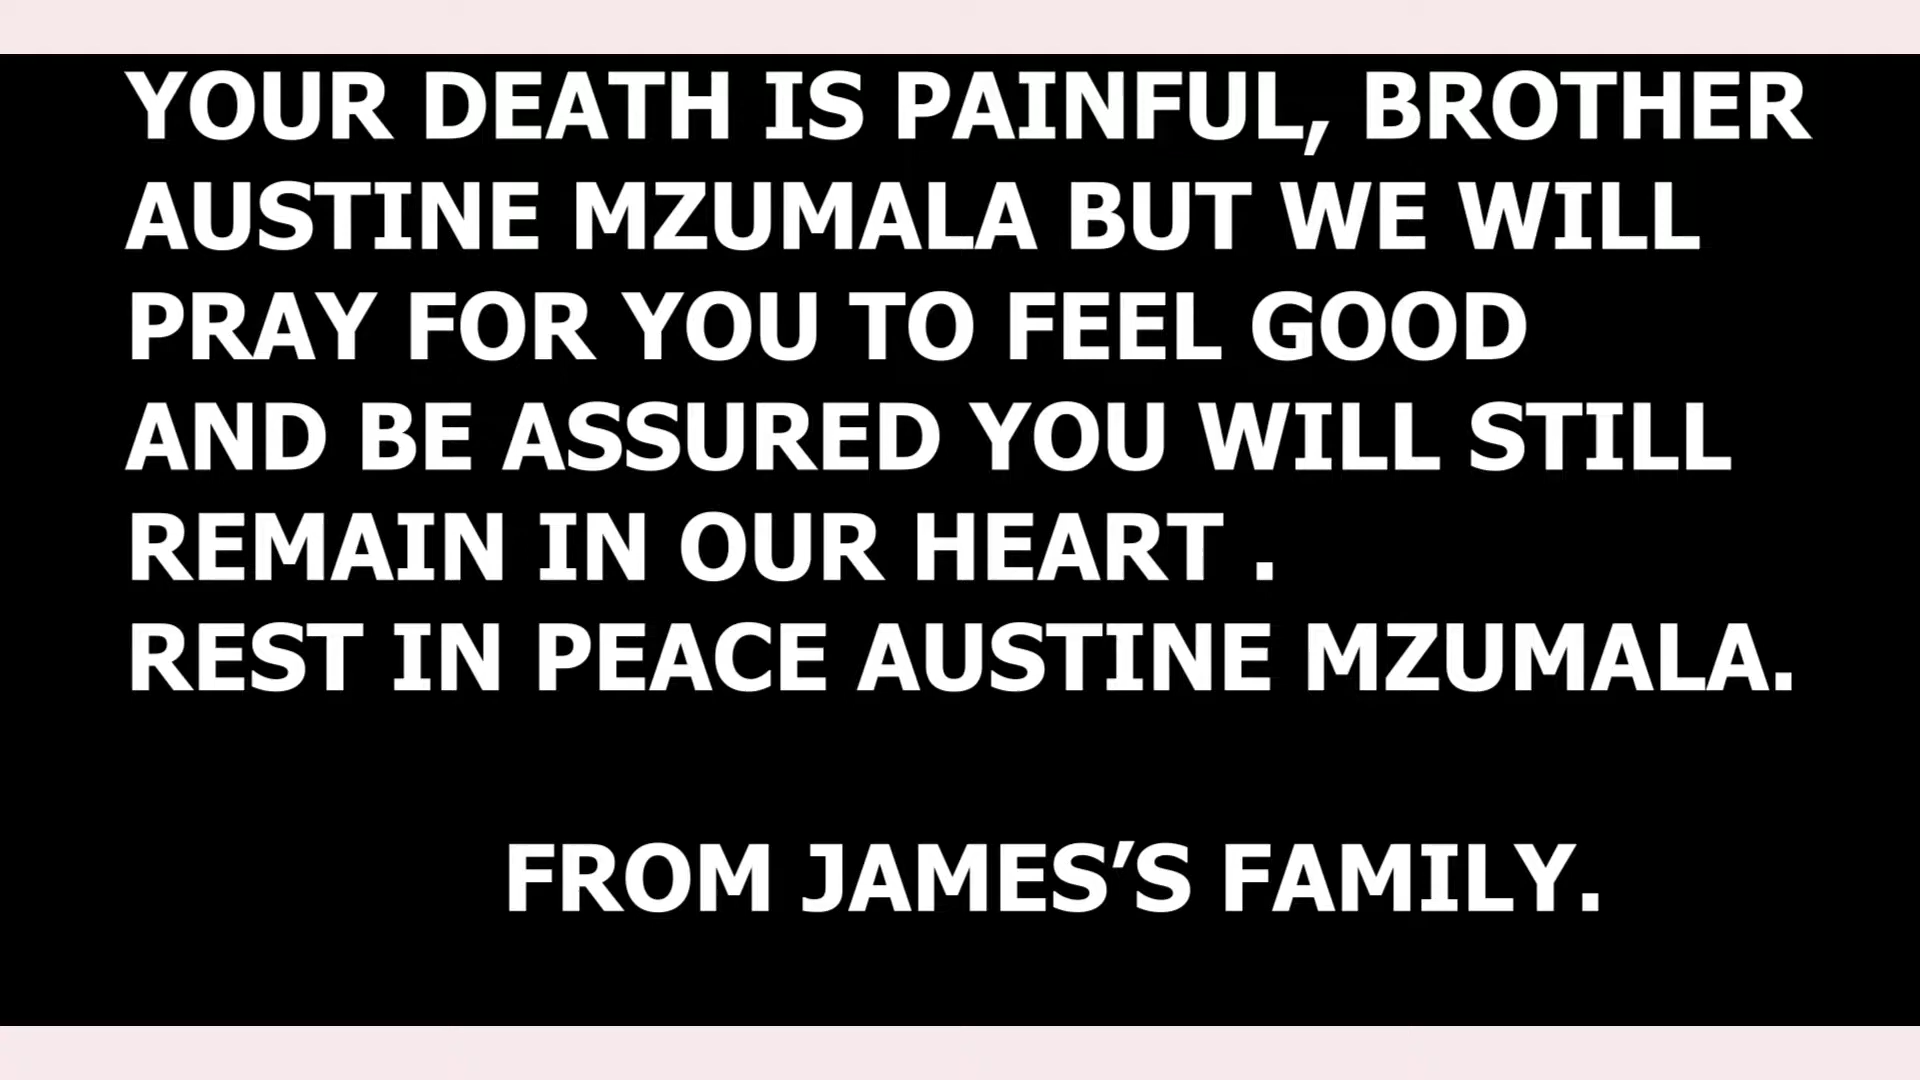 YOUR DEATH IS PAINFUL, BROTHER
AUSTINE MZUMALA BUT WE WILL
PRAY FOR YOU TO FEEL GOOD
AND BE ASSURED YOU WILL STILL
REMAIN IN OUR HEART .
REST IN PEACE AUSTINE MZUMALA.
FROM JAMES’S FAMILY.